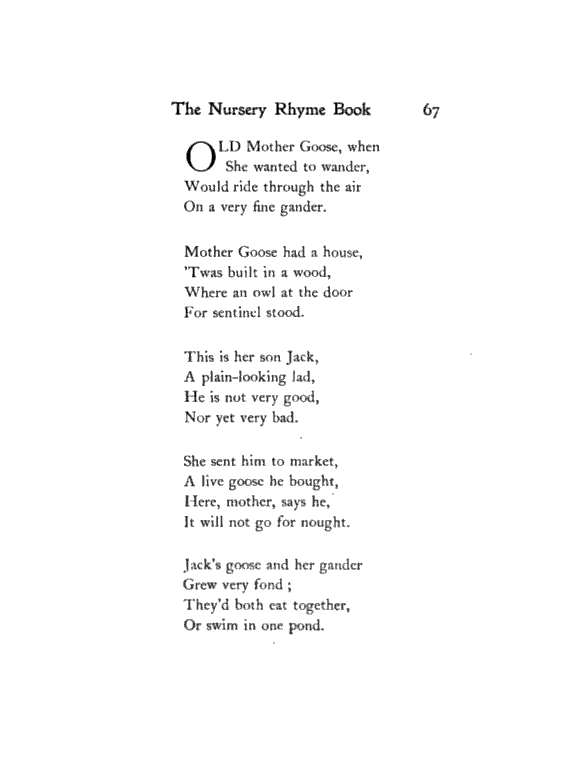 The Nursery Rhyme Book 67
OLD Mother Goose, when
She wanted to wander,
Would ride through the air
On a very fine gander.
Mother Goose had a house,
'Twas built in a wood,
Where an owl at the door
For sentinel stood.
This is her son Jack,
A plain-looking lad,
He is not very good,
Nor yet very bad.
She sent him to market,
A live goose he bought,
Here, mother, says he,
It will not go for nought.
Jack's goose and her gander
Grew very fond ;
They'd both eat together,
Or swim in one pond.